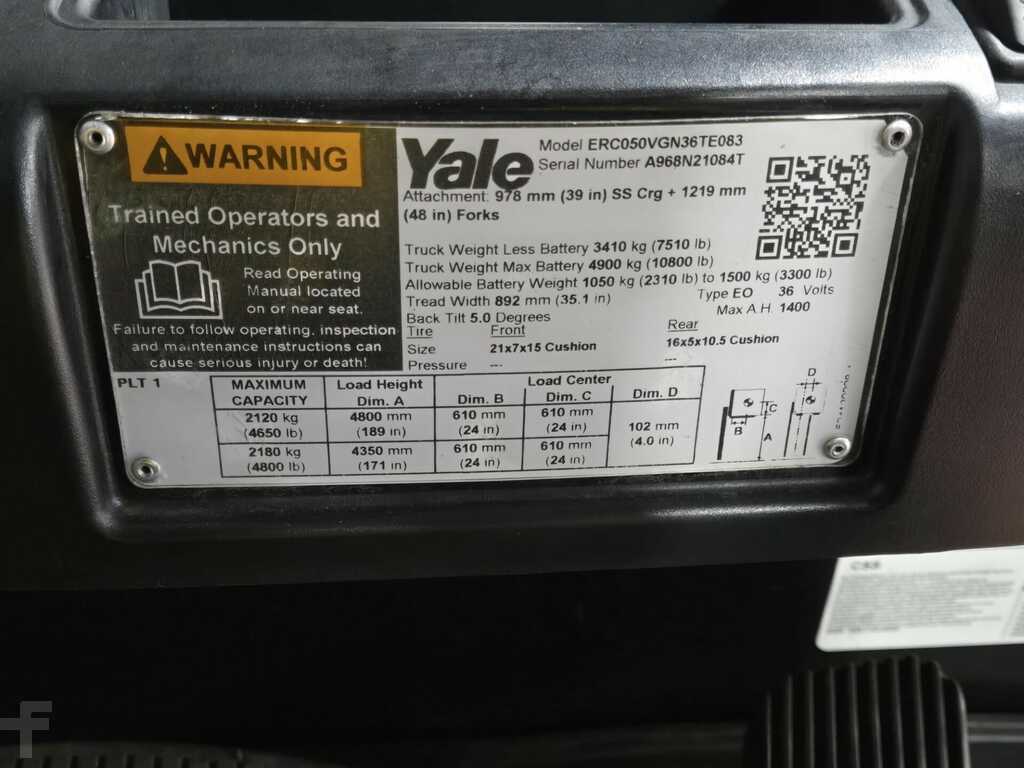 WARNING
Trained Operators and
Mechanics Only
Read Operating
Manual located
on or near seat.
Failure to follow operating, inspection
and maintenance instructions can
cause serious injury or death!
Yale
Model ERC050VGN36TE083
Serial Number A968N21084T
Attachment: 978 mm (39 in) SS Crg + 1219 mm
(48 in) Forks
Truck Weight Less Battery 3410 kg (7510 lb)
Truck Weight Max Battery 4900 kg (10800 lb)
Allowable Battery Weight 1050 kg (2310 lb) to 1500 kg (3300 lb)
Tread Width 892 mm (35.1 in) Type EO 36 Volts
Back Tilt 5.0 Degrees Max A.H. 1400
Tire Front Rear
Size 21x7x15 Cushion 16x5x10.5 Cushion
Pressure --- ---
PLT 1
MAXIMUM CAPACITY Load Height Dim. A Load Center Dim. B Dim. C Dim. D
2120 kg (4650 lb) 4800 mm (189 in) 610 mm (24 in) 610 mm (24 in) 102 mm (4.0 in)
2180 kg (4800 lb) 4350 mm (171 in) 610 mm (24 in) 610 mm (24 in)
D
C
B A
CSS
F